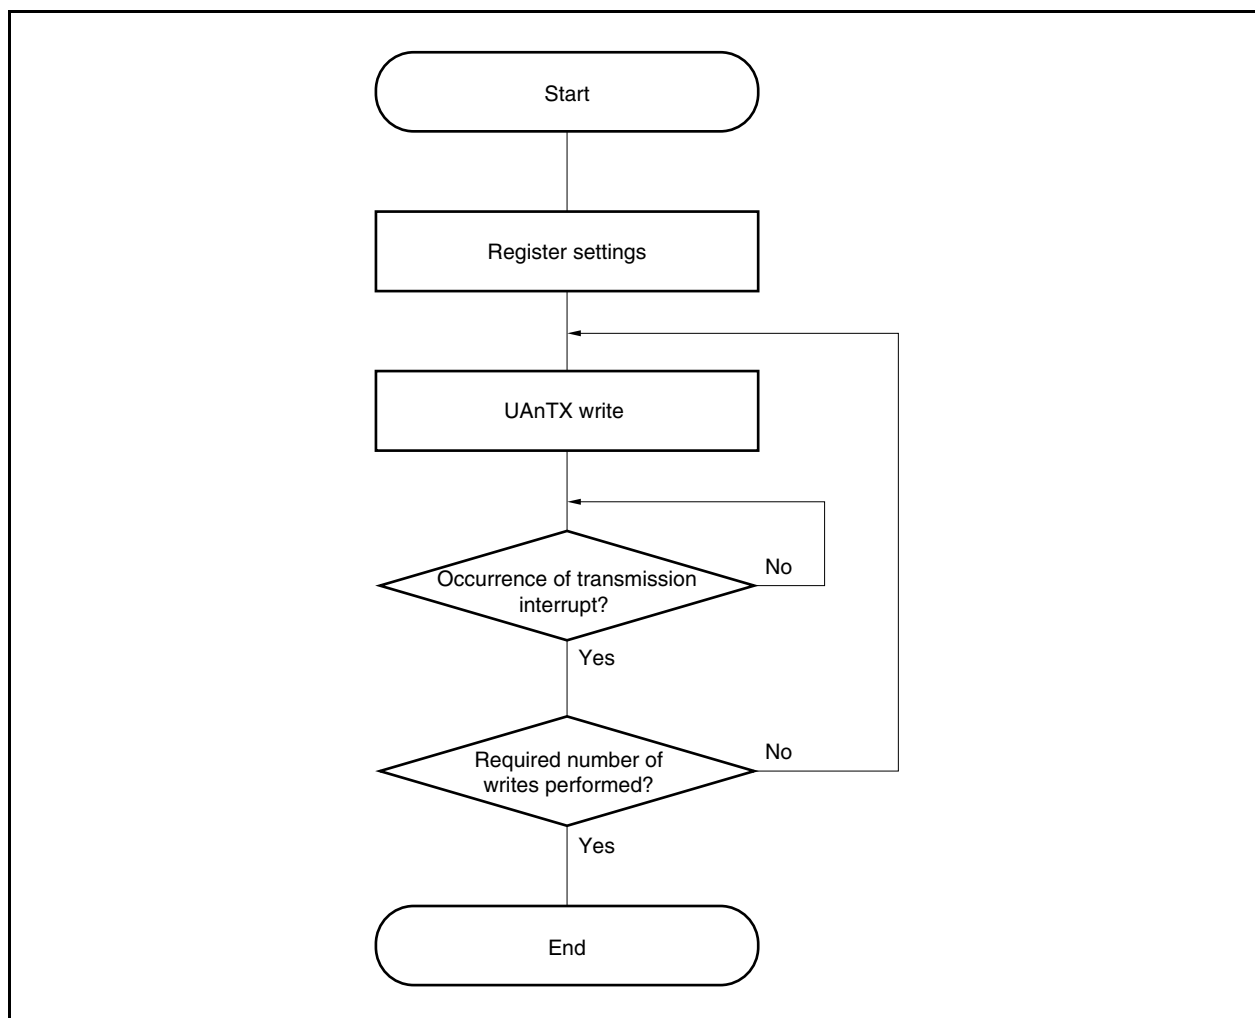 Start
Register settings
UAnTX write
Occurrence of transmission
interrupt?
No
Yes
Required number of
writes performed?
No
Yes
End